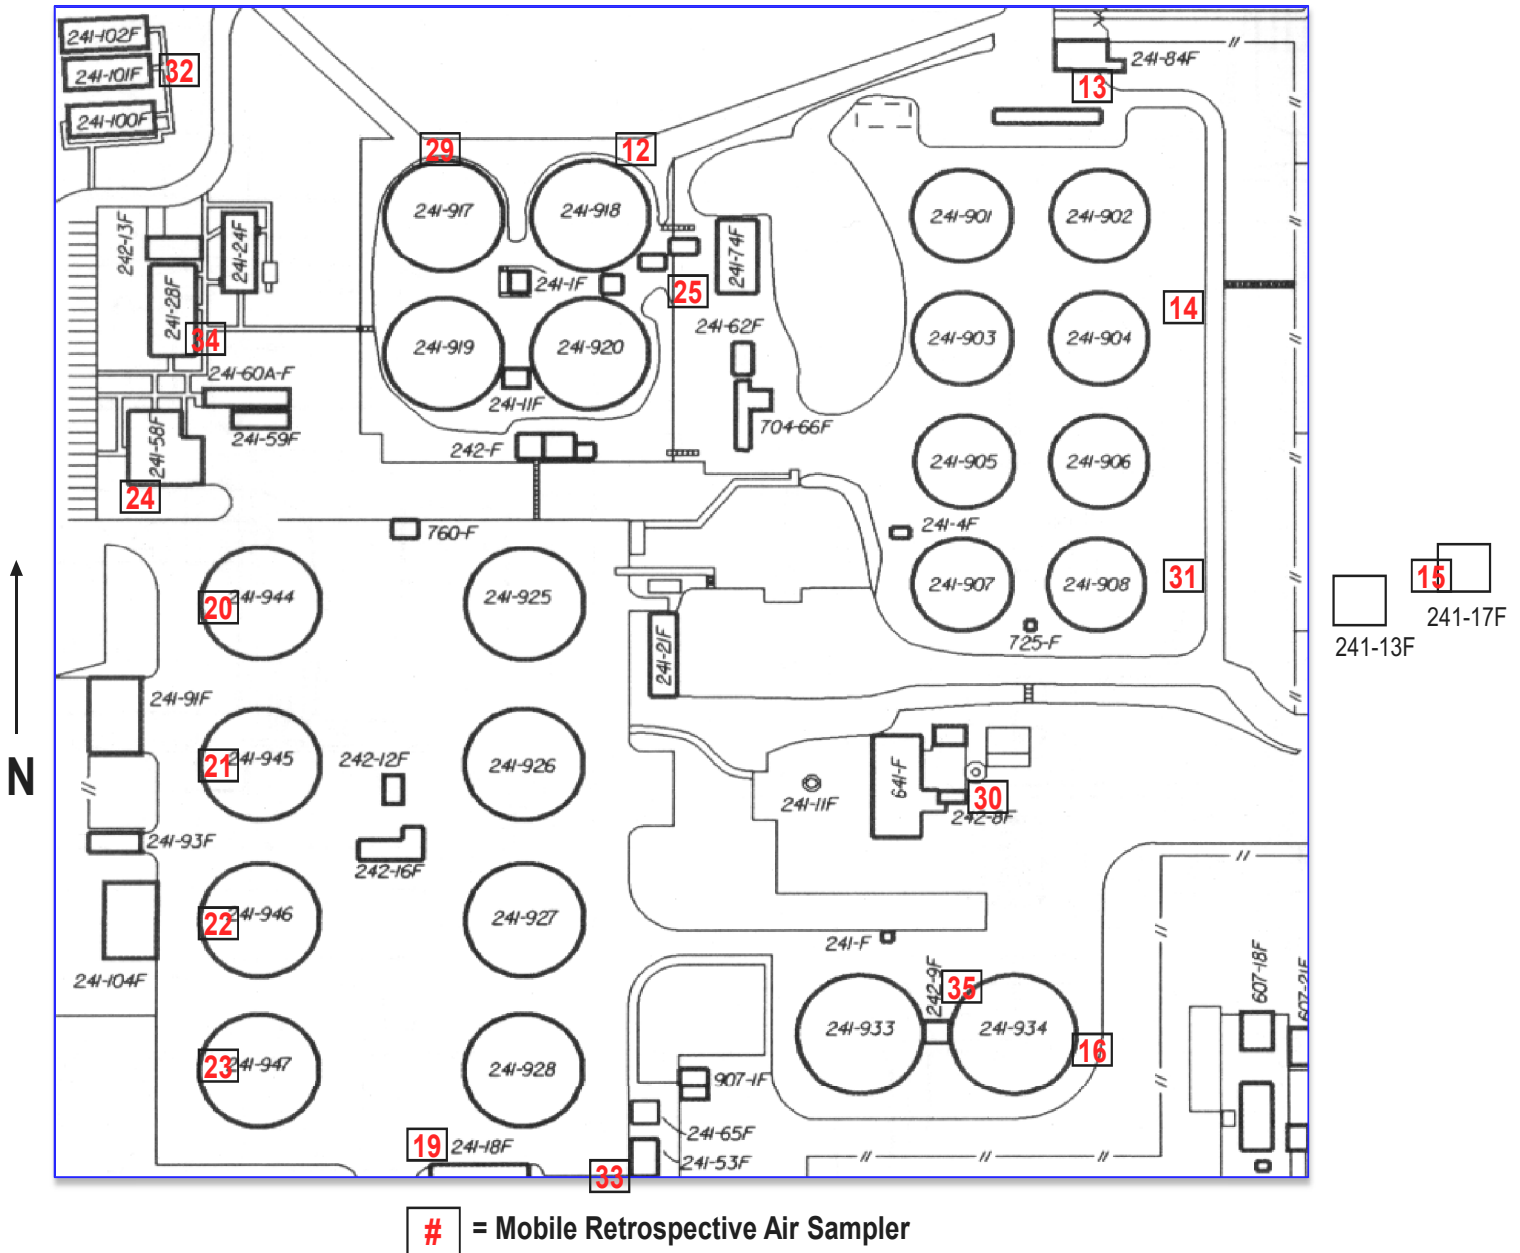 241-102F
241-101F
32
241-100F
241-84F
13
29
12
241-917
241-918
241-901
241-902
242-13F
241-24F
241-74F
241-28F
241-1F
25
14
34
241-62F
241-919
241-920
241-903
241-904
241-60A-F
241-11F
241-59F
704-66F
241-58F
242-F
241-905
241-906
24
760-F
241-4F
20
241-944
241-925
241-907
241-908
31
15
241-17F
241-13F
725-F
241-21F
241-91F
N
21
241-945
242-12F
241-926
641-F
30
241-11F
242-8F
241-93F
242-16F
22
241-946
241-927
241-F
241-104F
242-9F
35
607-18F
607-21F
241-933
241-934
16
23
241-947
241-928
907-1F
19
241-18F
241-65F
241-53F
33
# = Mobile Retrospective Air Sampler